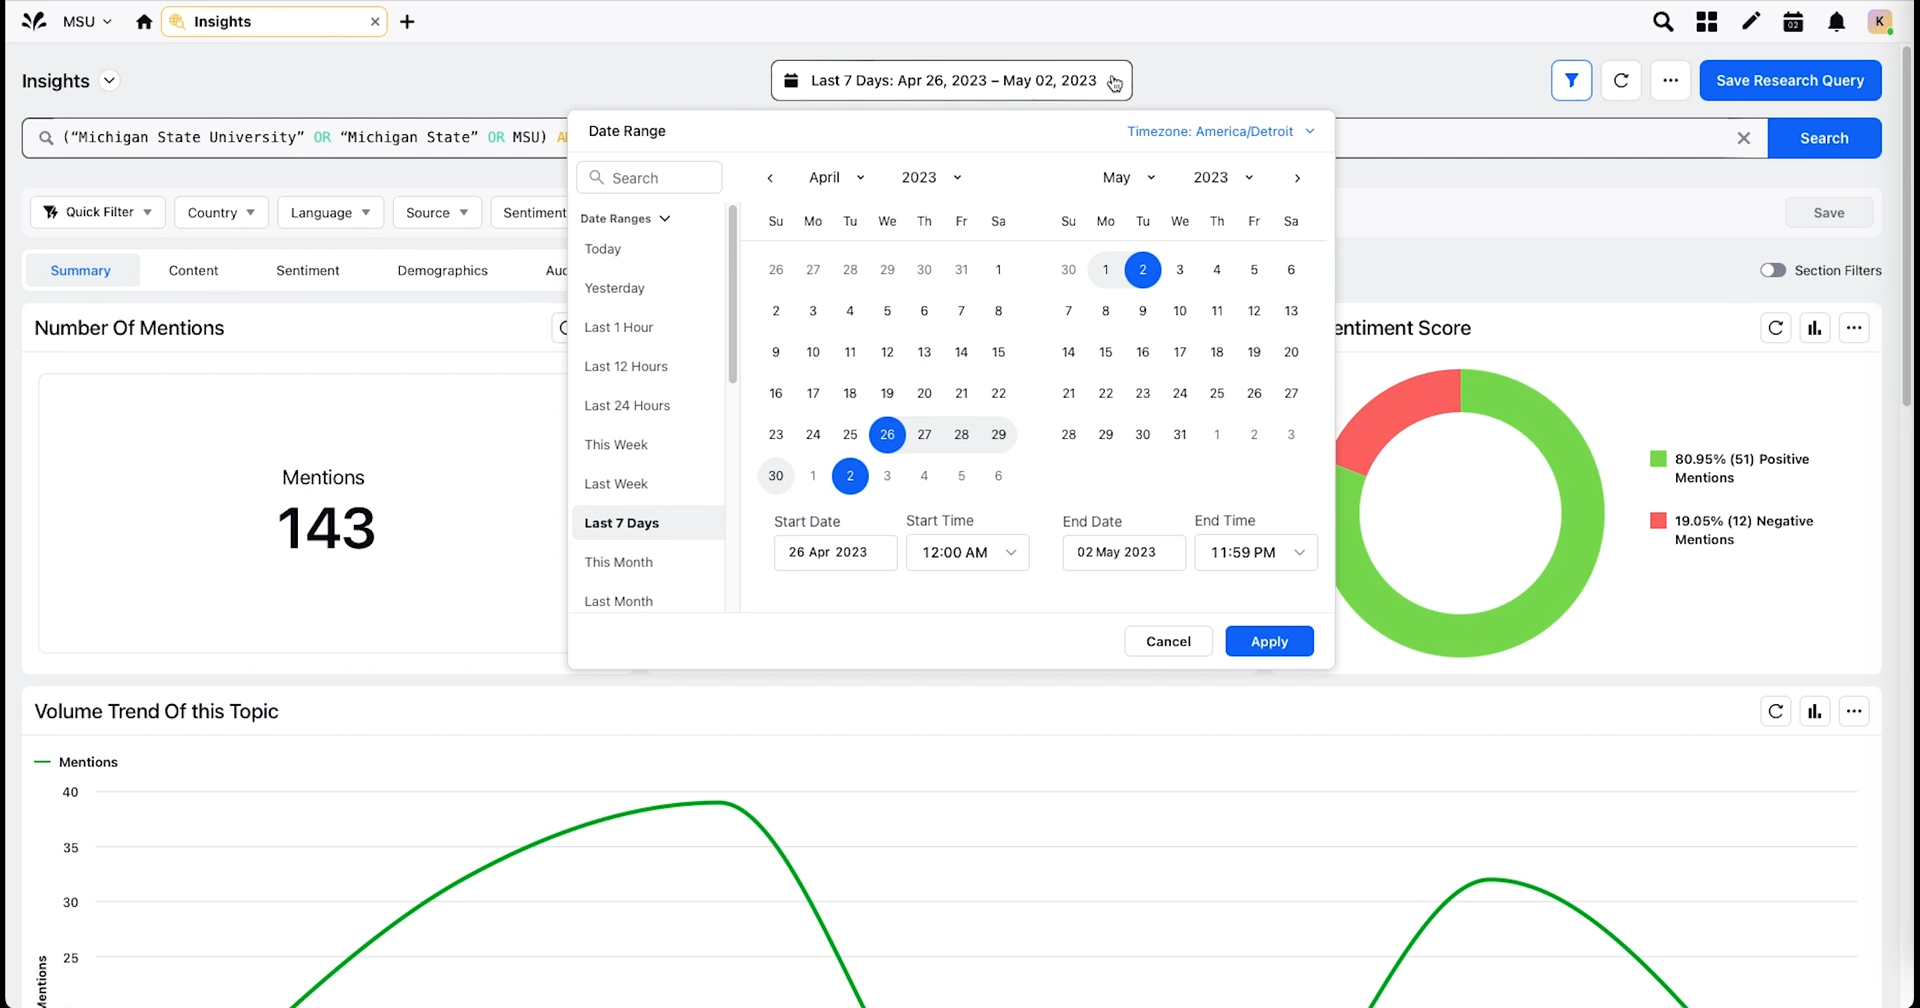 MSU
Insights
02
K
Insights
Last 7 Days: Apr 26, 2023 – May 02, 2023
Save Research Query
(“Michigan State University” OR “Michigan State” OR MSU)
Search
Date Range
Timezone: America/Detroit
Search
Date Ranges
Today
Yesterday
Last 1 Hour
Last 12 Hours
Last 24 Hours
This Week
Last Week
Last 7 Days
This Month
Last Month
April 2023
Su Mo Tu We Th Fr Sa
26 27 28 29 30 31 1
2 3 4 5 6 7 8
9 10 11 12 13 14 15
16 17 18 19 20 21 22
23 24 25 26 27 28 29
30 1 2 3 4 5 6
May 2023
Su Mo Tu We Th Fr Sa
30 1 2 3 4 5 6
7 8 9 10 11 12 13
14 15 16 17 18 19 20
21 22 23 24 25 26 27
28 29 30 31 1 2 3
Start Date Start Time End Date End Time
26 Apr 2023 12:00 AM 02 May 2023 11:59 PM
Cancel Apply
Quick Filter Country Language Source Sentiment
Save
Summary Content Sentiment Demographics
Section Filters
Number Of Mentions
Mentions
143
entiment Score
80.95% (51) Positive
Mentions
19.05% (12) Negative
Mentions
Volume Trend Of this Topic
Mentions
40
35
30
25
Mentions